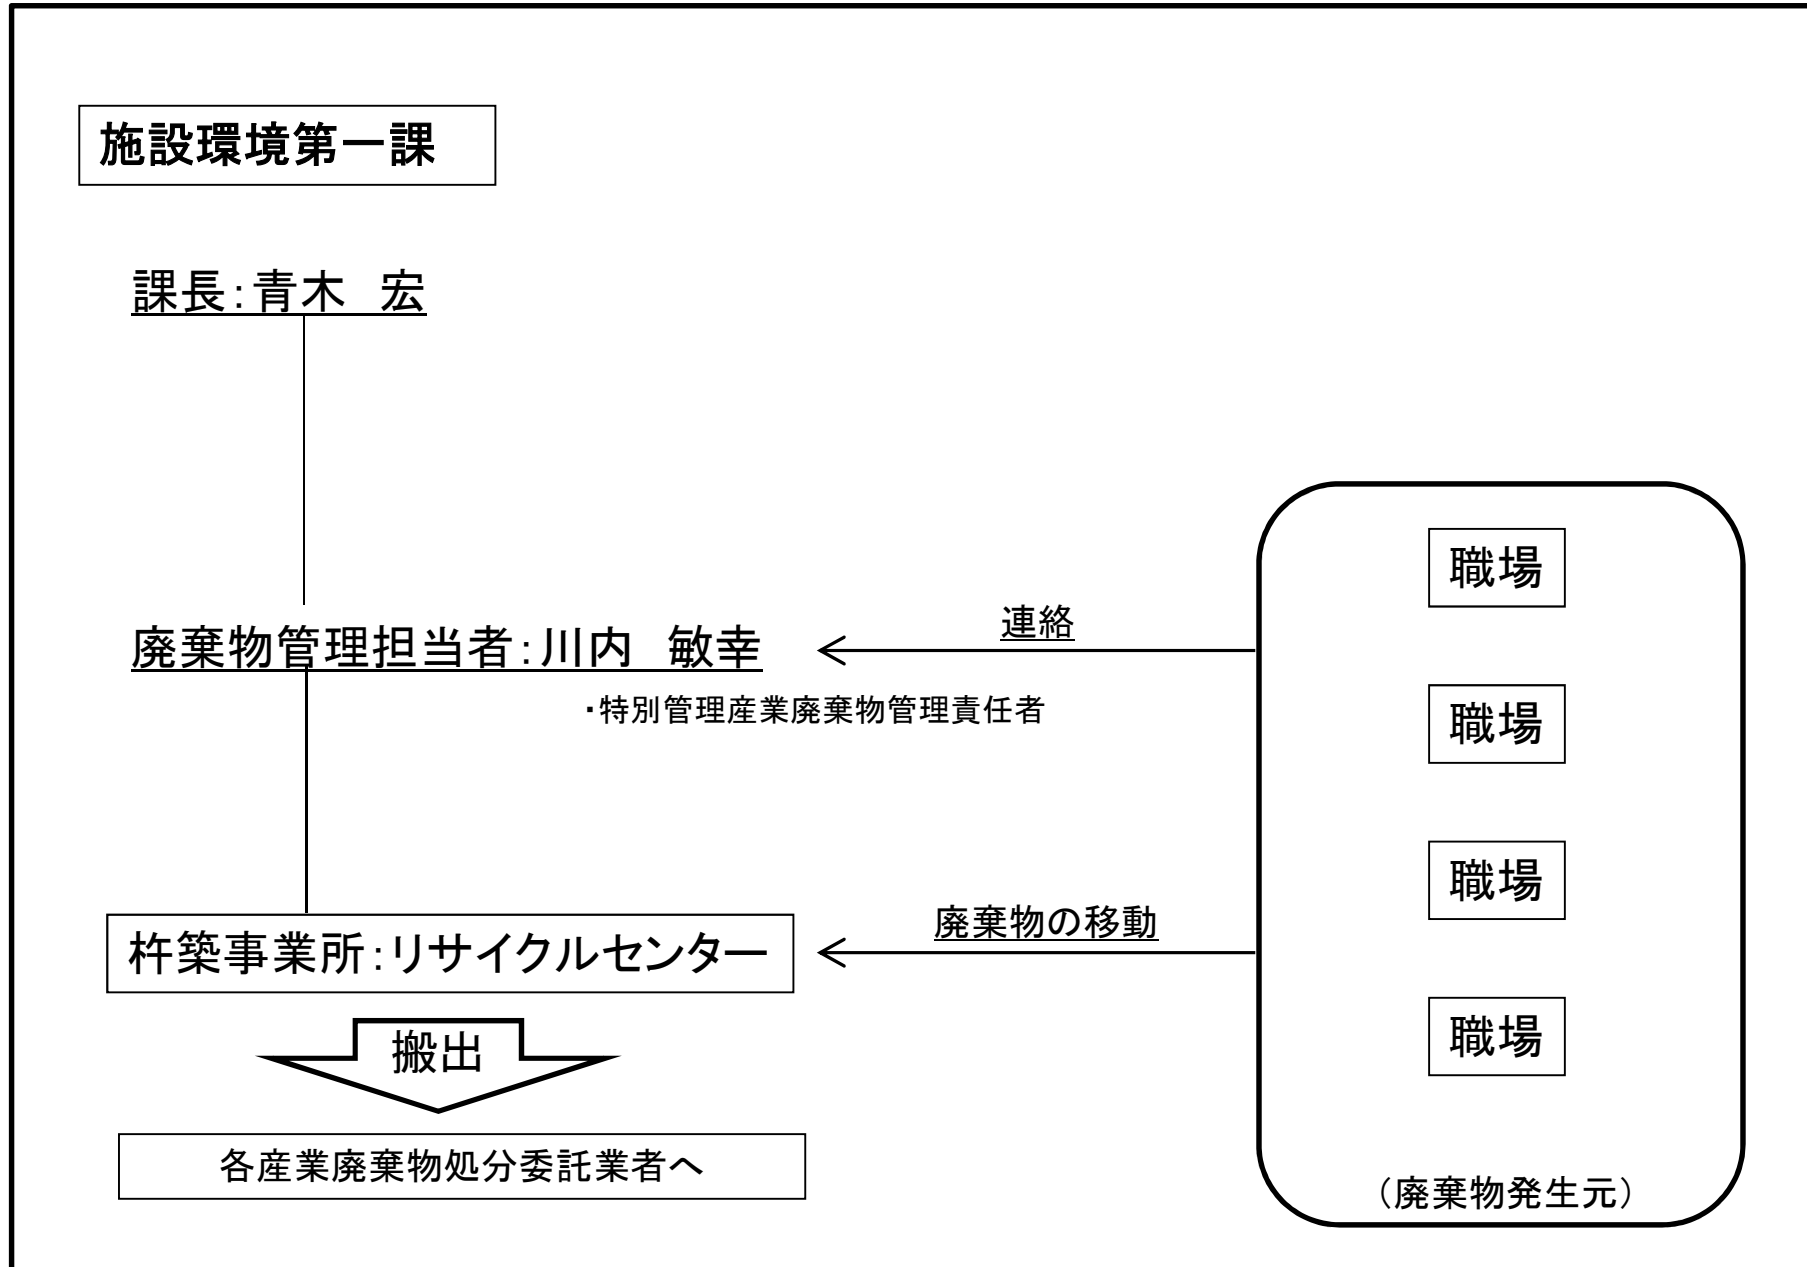 施設環境第一課
課長：青木　宏
廃棄物管理担当者：川内　敏幸
・特別管理産業廃棄物管理責任者
連絡
杵築事業所：リサイクルセンター
廃棄物の移動
搬出
各産業廃棄物処分委託業者へ
職場
職場
職場
職場
（廃棄物発生元）